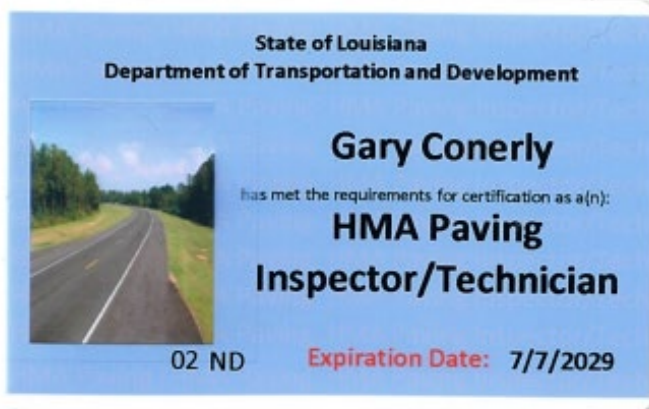 State of Louisiana
Department of Transportation and Development
Gary Conerly
has met the requirements for certification as a(n):
HMA Paving
Inspector/Technician
02 ND
Expiration Date: 7/7/2029